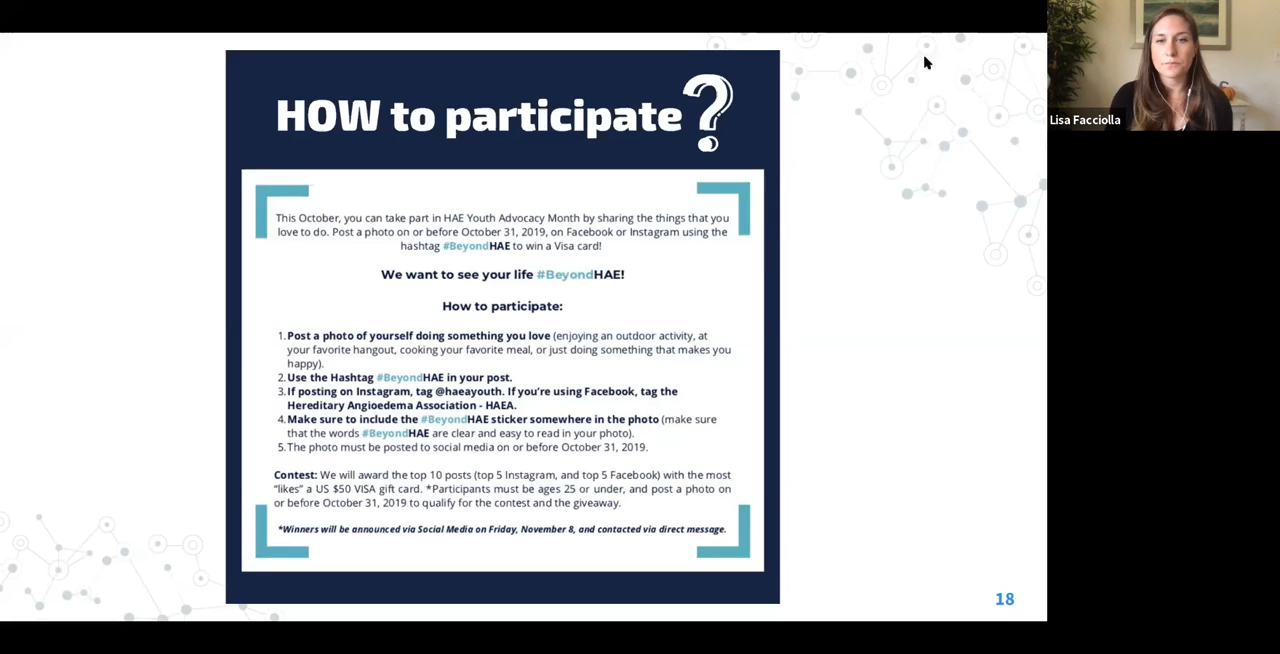 HOW to participate?
This October, you can take part in HAE Youth Advocacy Month by sharing the things that you
love to do. Post a photo on or before October 31, 2019, on Facebook or Instagram using the
hashtag #BeyondHAE to win a Visa card!
We want to see your life #BeyondHAE!
How to participate:
1. Post a photo of yourself doing something you love (enjoying an outdoor activity, at
your favorite hangout, cooking your favorite meal, or just doing something that makes you
happy).
2. Use the Hashtag #BeyondHAE in your post.
3. If posting on Instagram, tag @haeayouth. If you're using Facebook, tag the
Hereditary Angioedema Association - HAEA.
4. Make sure to include the #BeyondHAE sticker somewhere in the photo (make sure
that the words #BeyondHAE are clear and easy to read in your photo).
5. The photo must be posted to social media on or before October 31, 2019.
Contest: We will award the top 10 posts (top 5 Instagram, and top 5 Facebook) with the most
“likes” a US $50 VISA gift card. *Participants must be ages 25 or under, and post a photo on
or before October 31, 2019 to qualify for the contest and the giveaway.
*Winners will be announced via Social Media on Friday, November 8, and contacted via direct message.
18
Lisa Facciolla